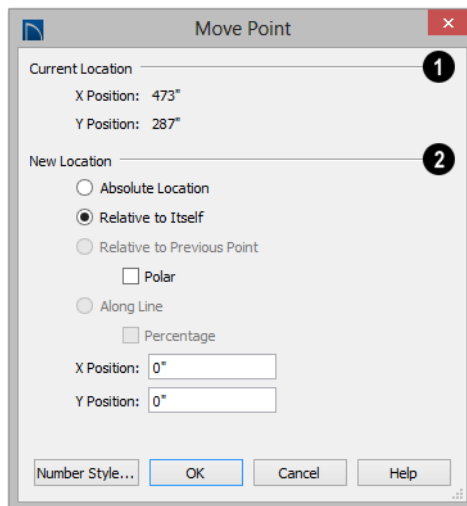 Move Point
Current Location 1
X Position: 473"
Y Position: 287"
New Location 2
Absolute Location
Relative to Itself
Relative to Previous Point
Polar
Along Line
Percentage
X Position: 0"
Y Position: 0"
Number Style... OK Cancel Help